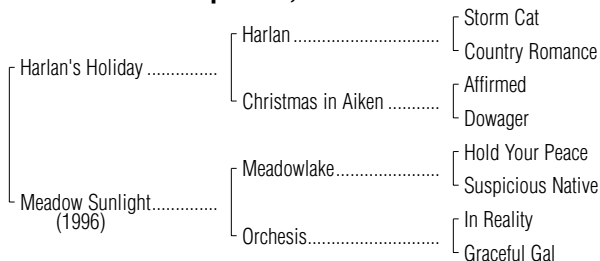 Storm Cat
Harlan .............................
Country Romance
Harlan's Holiday ..............
Affirmed
Christmas in Aiken ..........
Dowager
Hold Your Peace
Meadowlake....................
Suspicious Native
Meadow Sunlight.............
(1996)
In Reality
Orchesis..........................
Graceful Gal